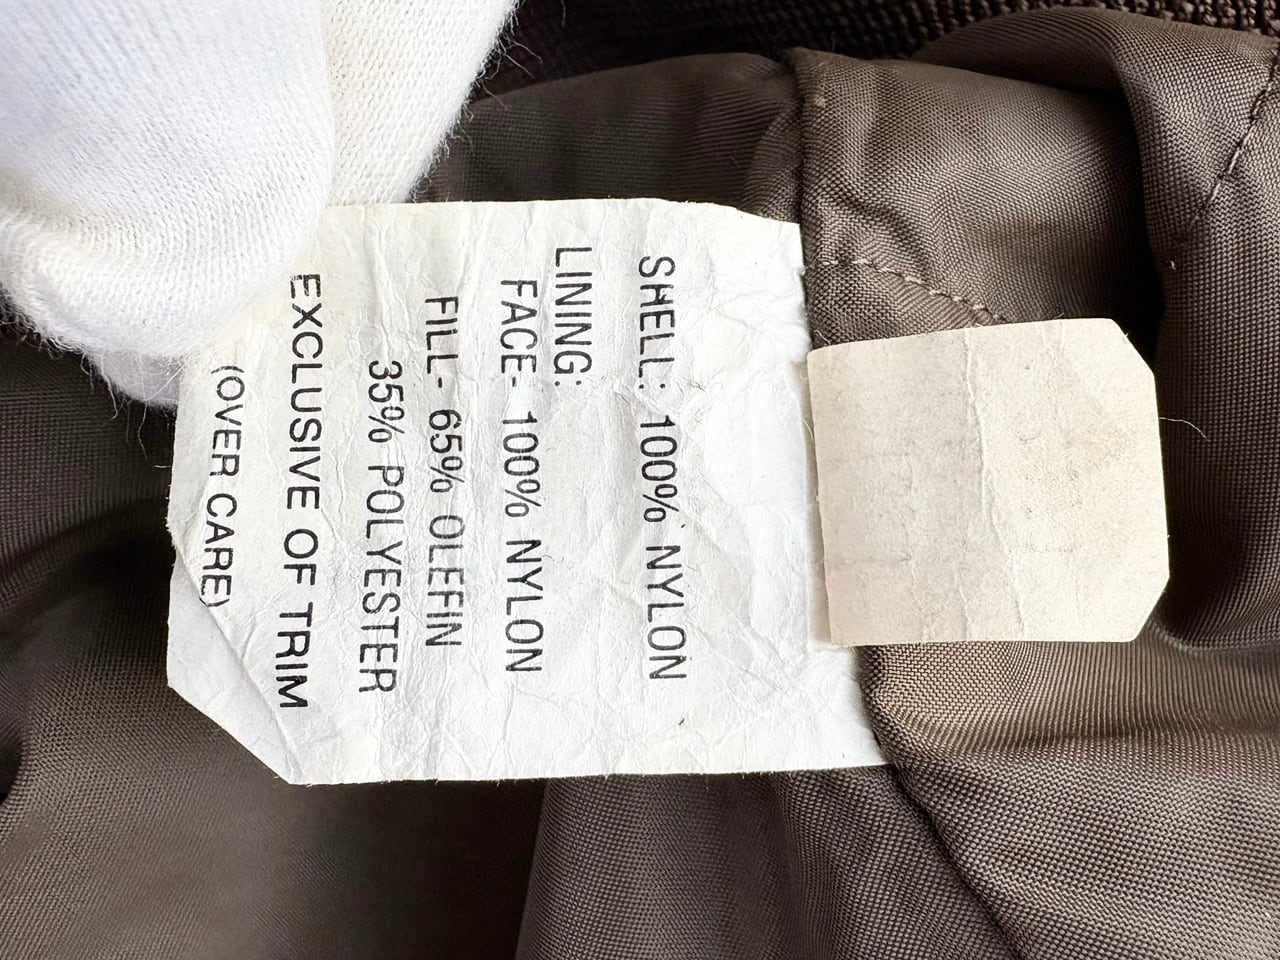 SHELL: 100% NYLON
LINING:
FACE- 100% NYLON
FILL- 65% OLEFIN
35% POLYESTER
EXCLUSIVE OF TRIM
(OVER CARE)